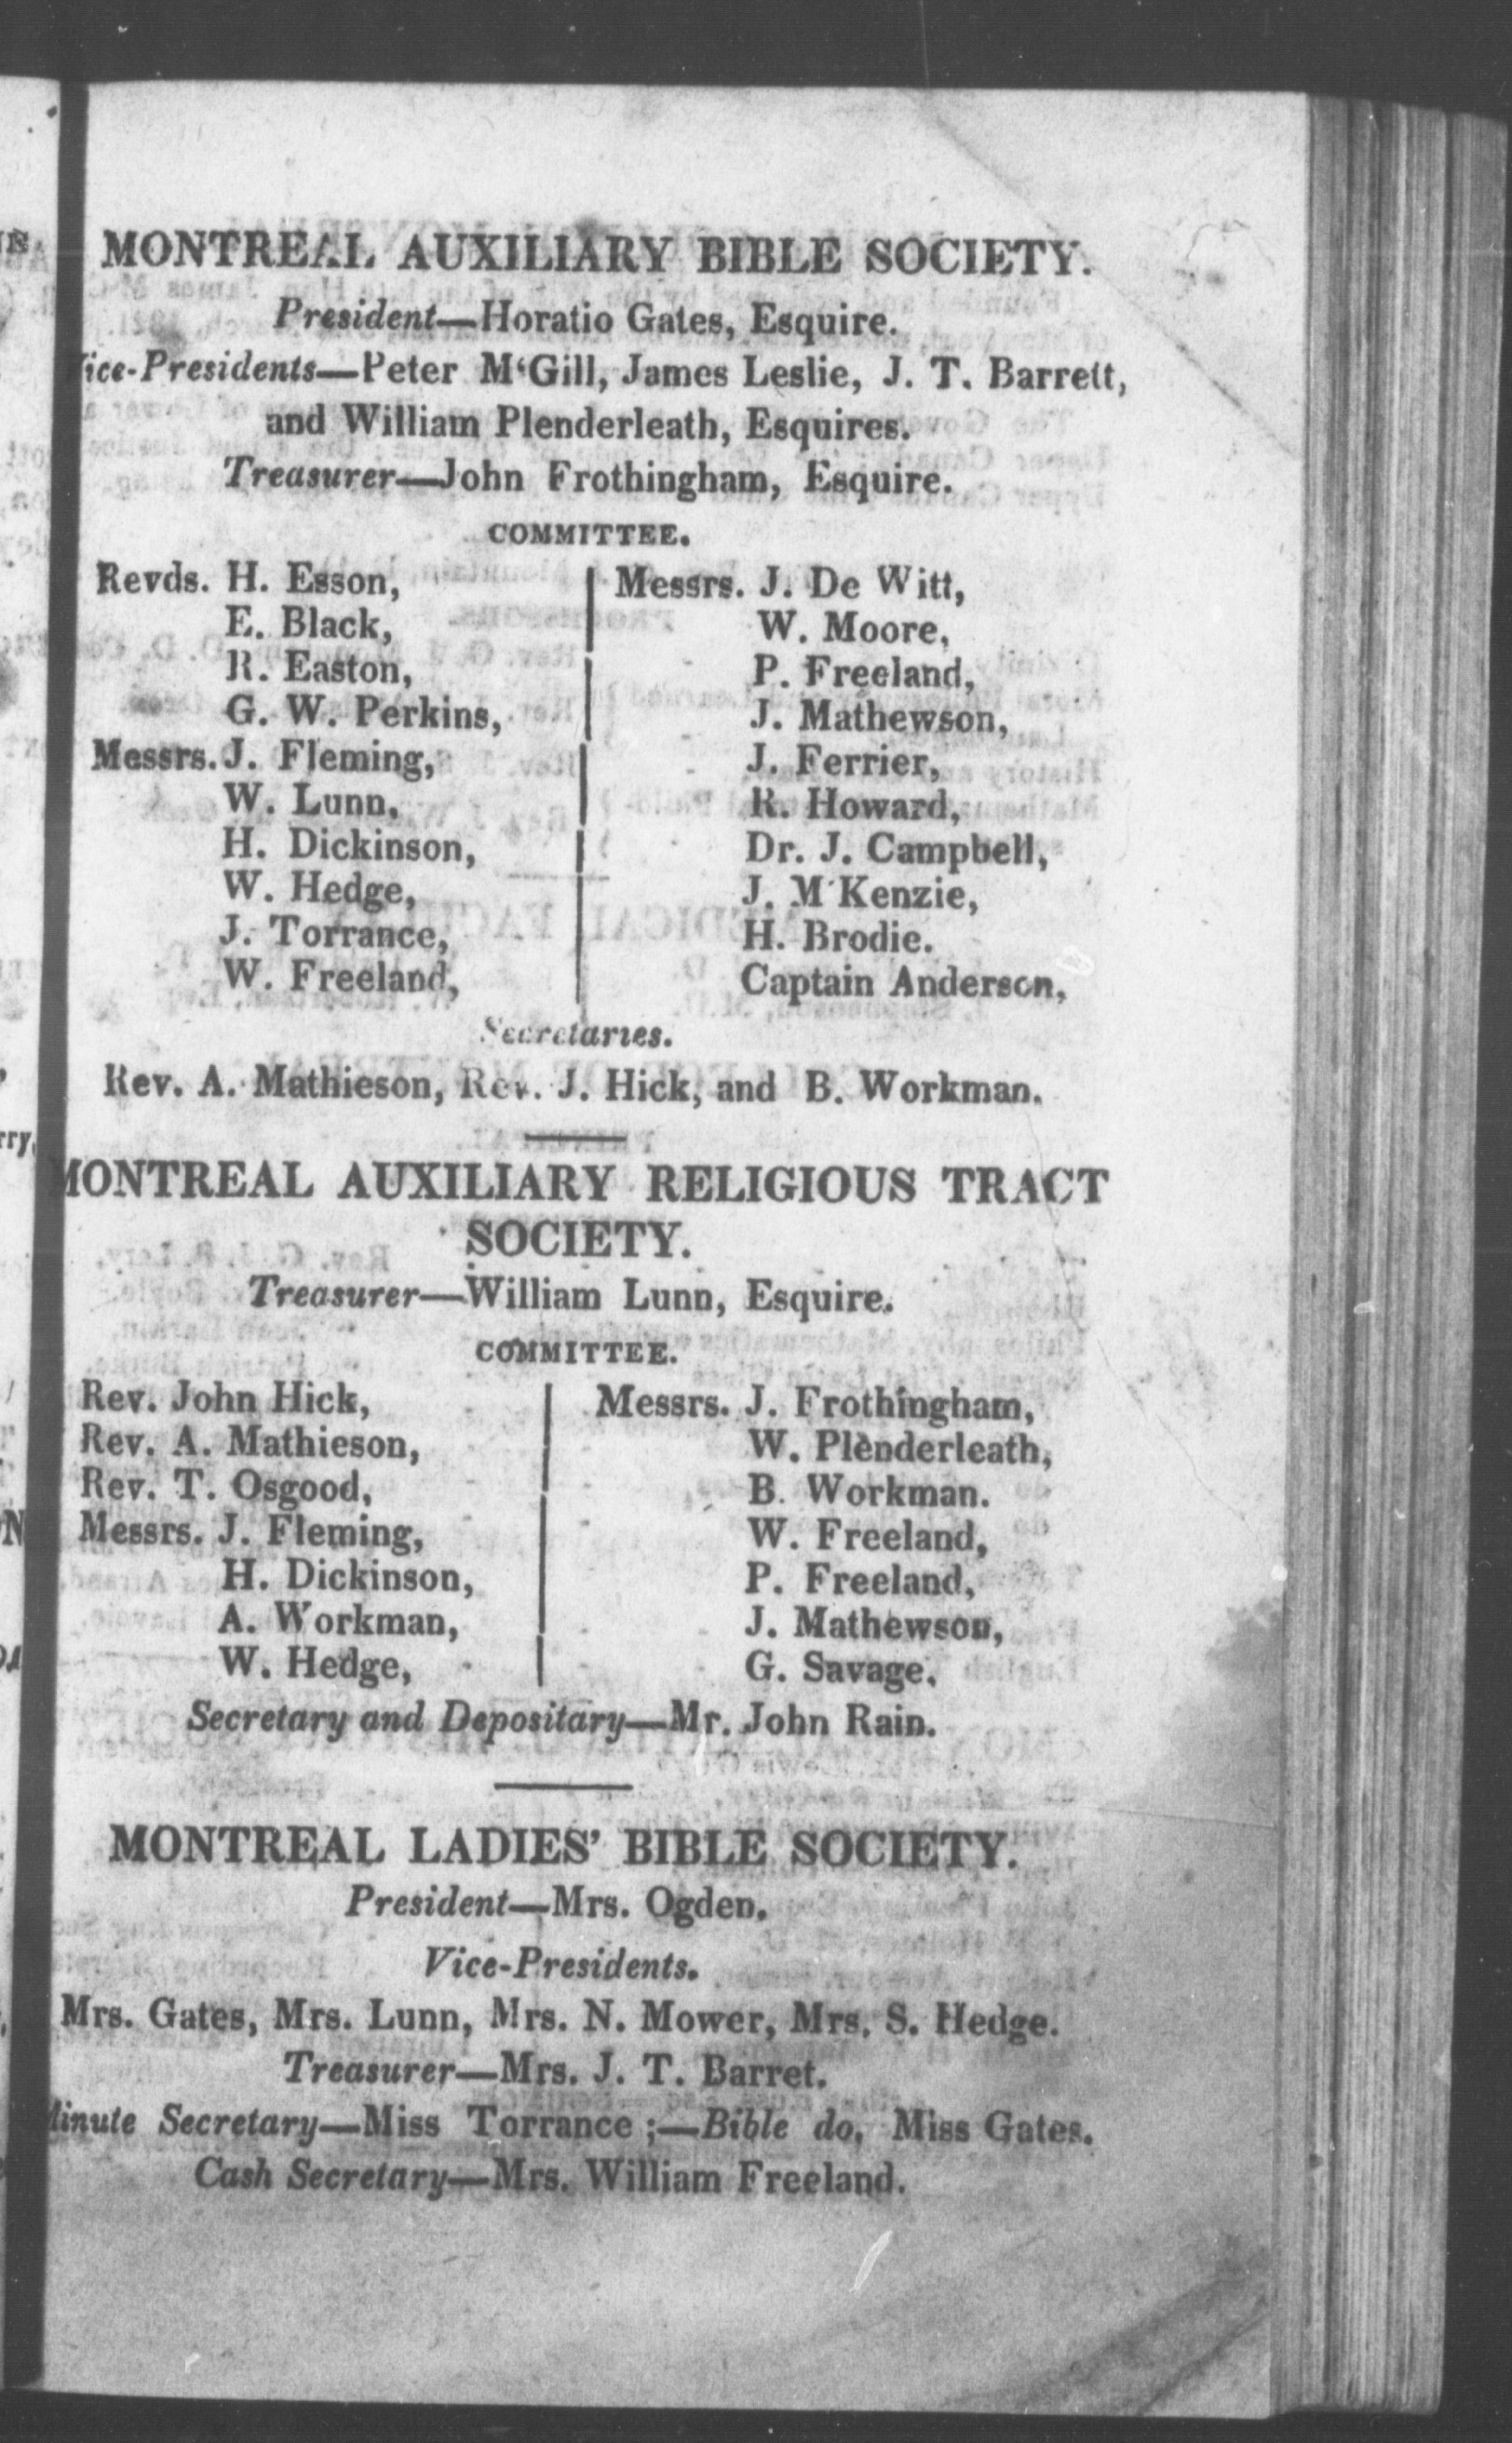 MONTREAL AUXILIARY BIBLE SOCIETY.
President—Horatio Gates, Esquire.
ice-Presidents—Peter M‘Gill, James Leslie, J. T. Barrett,
and William Plenderleath, Esquires.
Treasurer—John Frothingham, Esquire.
COMMITTEE.
Revds. H. Esson,
E. Black,
R. Easton,
G. W. Perkins,
Messrs. J. Fleming,
W. Lunn,
H. Dickinson,
W. Hedge,
J. Torrance,
W. Freeland,
Messrs. J. De Witt,
W. Moore,
P. Freeland,
J. Mathewson,
J. Ferrier,
R. Howard,
Dr. J. Campbell,
J. M'Kenzie,
H. Brodie.
Captain Anderson,
Secretaries.
Rev. A. Mathieson, Rev. J. Hick, and B. Workman.
MONTREAL AUXILIARY RELIGIOUS TRACT
SOCIETY.
Treasurer—William Lunn, Esquire.
COMMITTEE.
Rev. John Hick,
Rev. A. Mathieson,
Rev. T. Osgood,
Messrs. J. Fleming,
H. Dickinson,
A. Workman,
W. Hedge,
Messrs. J. Frothingham,
W. Plenderleath,
B. Workman.
W. Freeland,
P. Freeland,
J. Mathewson,
G. Savage.
Secretary and Depositary—Mr. John Rain.
MONTREAL LADIES' BIBLE SOCIETY.
President—Mrs. Ogden.
Vice-Presidents.
Mrs. Gates, Mrs. Lunn, Mrs. N. Mower, Mrs. S. Hedge.
Treasurer—Mrs. J. T. Barret.
Minute Secretary—Miss Torrance ;—Bible do. Miss Gates.
Cash Secretary—Mrs. William Freeland.